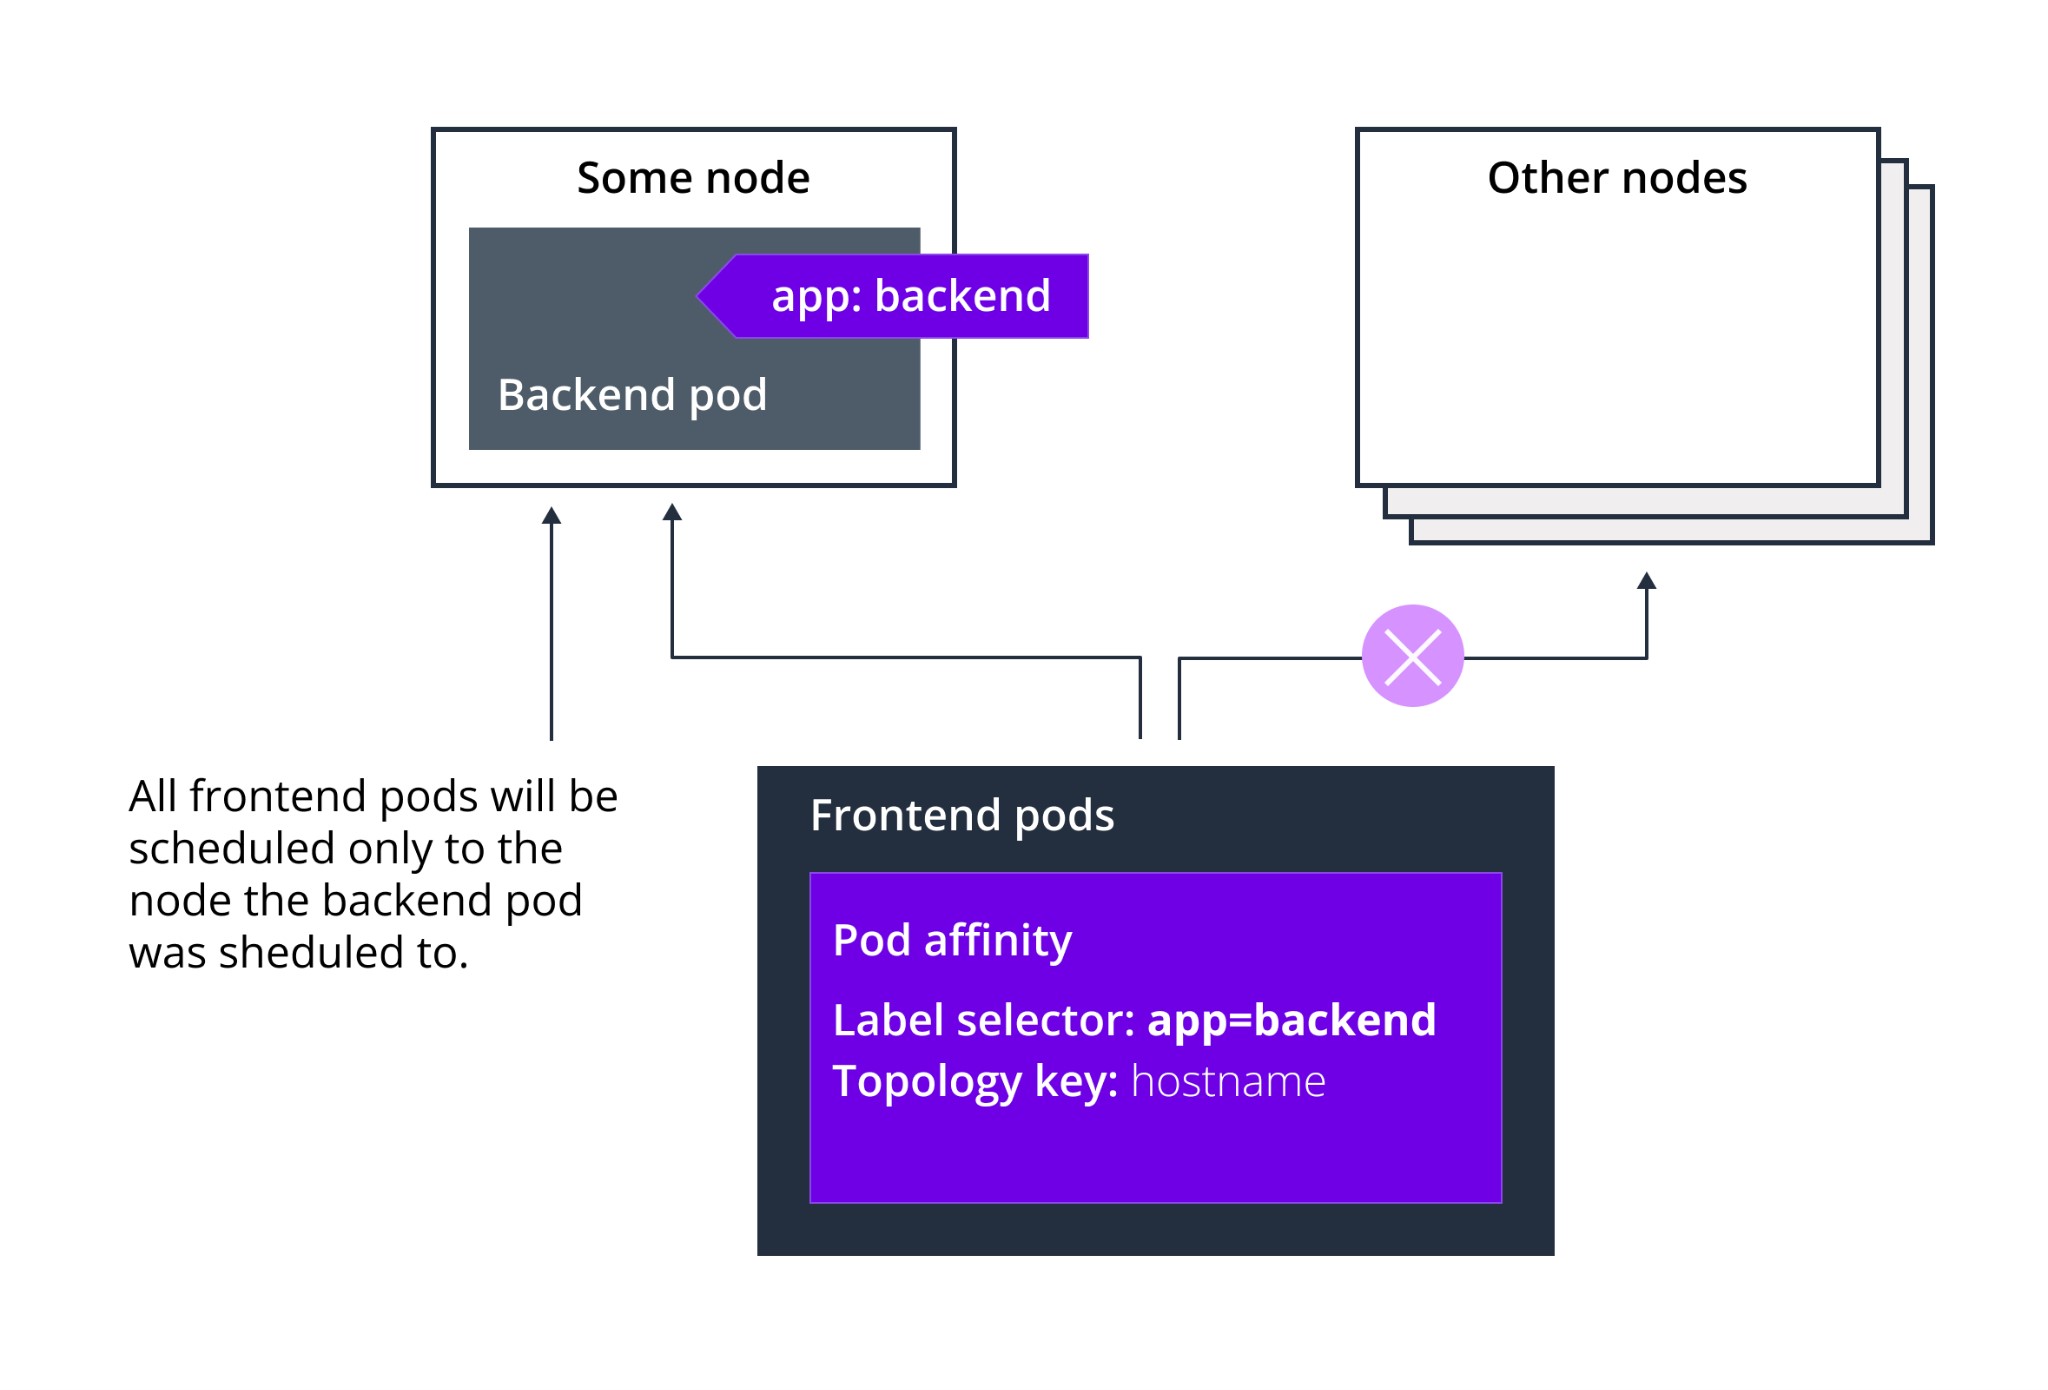 Some node
Other nodes
app: backend
Backend pod
All frontend pods will be
scheduled only to the
node the backend pod
was sheduled to.
Frontend pods
Pod affinity
Label selector: app=backend
Topology key: hostname